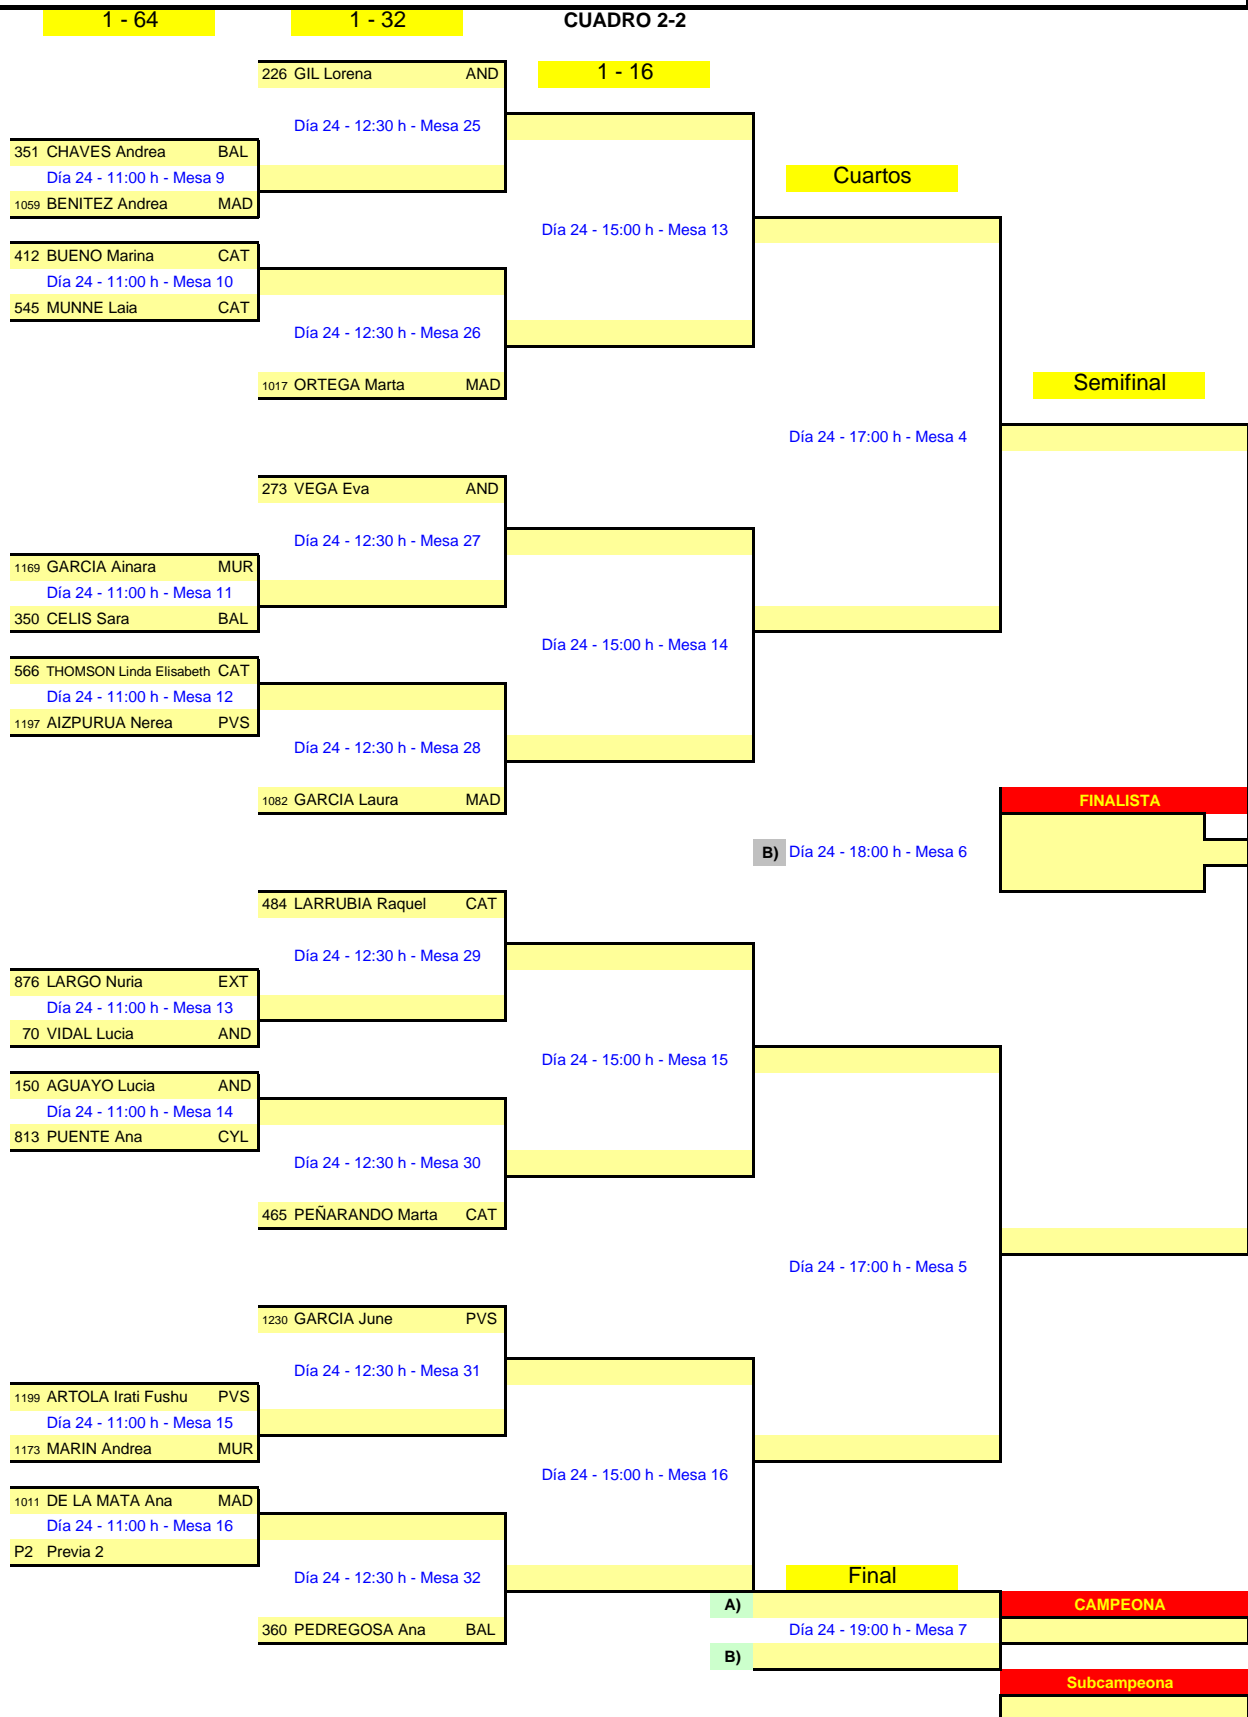 1 - 64 1 - 32 CUADRO 2-2
226 GIL Lorena AND 1 - 16
Día 24 - 12:30 h - Mesa 25
351 CHAVES Andrea BAL
Día 24 - 11:00 h - Mesa 9 Cuartos
1059 BENITEZ Andrea MAD
Día 24 - 15:00 h - Mesa 13
412 BUENO Marina CAT
Día 24 - 11:00 h - Mesa 10
545 MUNNE Laia CAT
Día 24 - 12:30 h - Mesa 26
1017 ORTEGA Marta MAD Semifinal
Día 24 - 17:00 h - Mesa 4
273 VEGA Eva AND
Día 24 - 12:30 h - Mesa 27
1169 GARCIA Ainara MUR
Día 24 - 11:00 h - Mesa 11
350 CELIS Sara BAL
Día 24 - 15:00 h - Mesa 14
566 THOMSON Linda Elisabeth CAT
Día 24 - 11:00 h - Mesa 12
1197 AIZPURUA Nerea PVS
Día 24 - 12:30 h - Mesa 28
1082 GARCIA Laura MAD FINALISTA
B) Día 24 - 18:00 h - Mesa 6
484 LARRUBIA Raquel CAT
Día 24 - 12:30 h - Mesa 29
876 LARGO Nuria EXT
Día 24 - 11:00 h - Mesa 13
70 VIDAL Lucia AND
Día 24 - 15:00 h - Mesa 15
150 AGUAYO Lucia AND
Día 24 - 11:00 h - Mesa 14
813 PUENTE Ana CYL
Día 24 - 12:30 h - Mesa 30
465 PEÑARANDO Marta CAT
Día 24 - 17:00 h - Mesa 5
1230 GARCIA June PVS
Día 24 - 12:30 h - Mesa 31
1199 ARTOLA Irati Fushu PVS
Día 24 - 11:00 h - Mesa 15
1173 MARIN Andrea MUR
Día 24 - 15:00 h - Mesa 16
1011 DE LA MATA Ana MAD
Día 24 - 11:00 h - Mesa 16
P2 Previa 2
Día 24 - 12:30 h - Mesa 32 Final
A) CAMPEONA
360 PEDREGOSA Ana BAL Día 24 - 19:00 h - Mesa 7
B)
Subcampeona